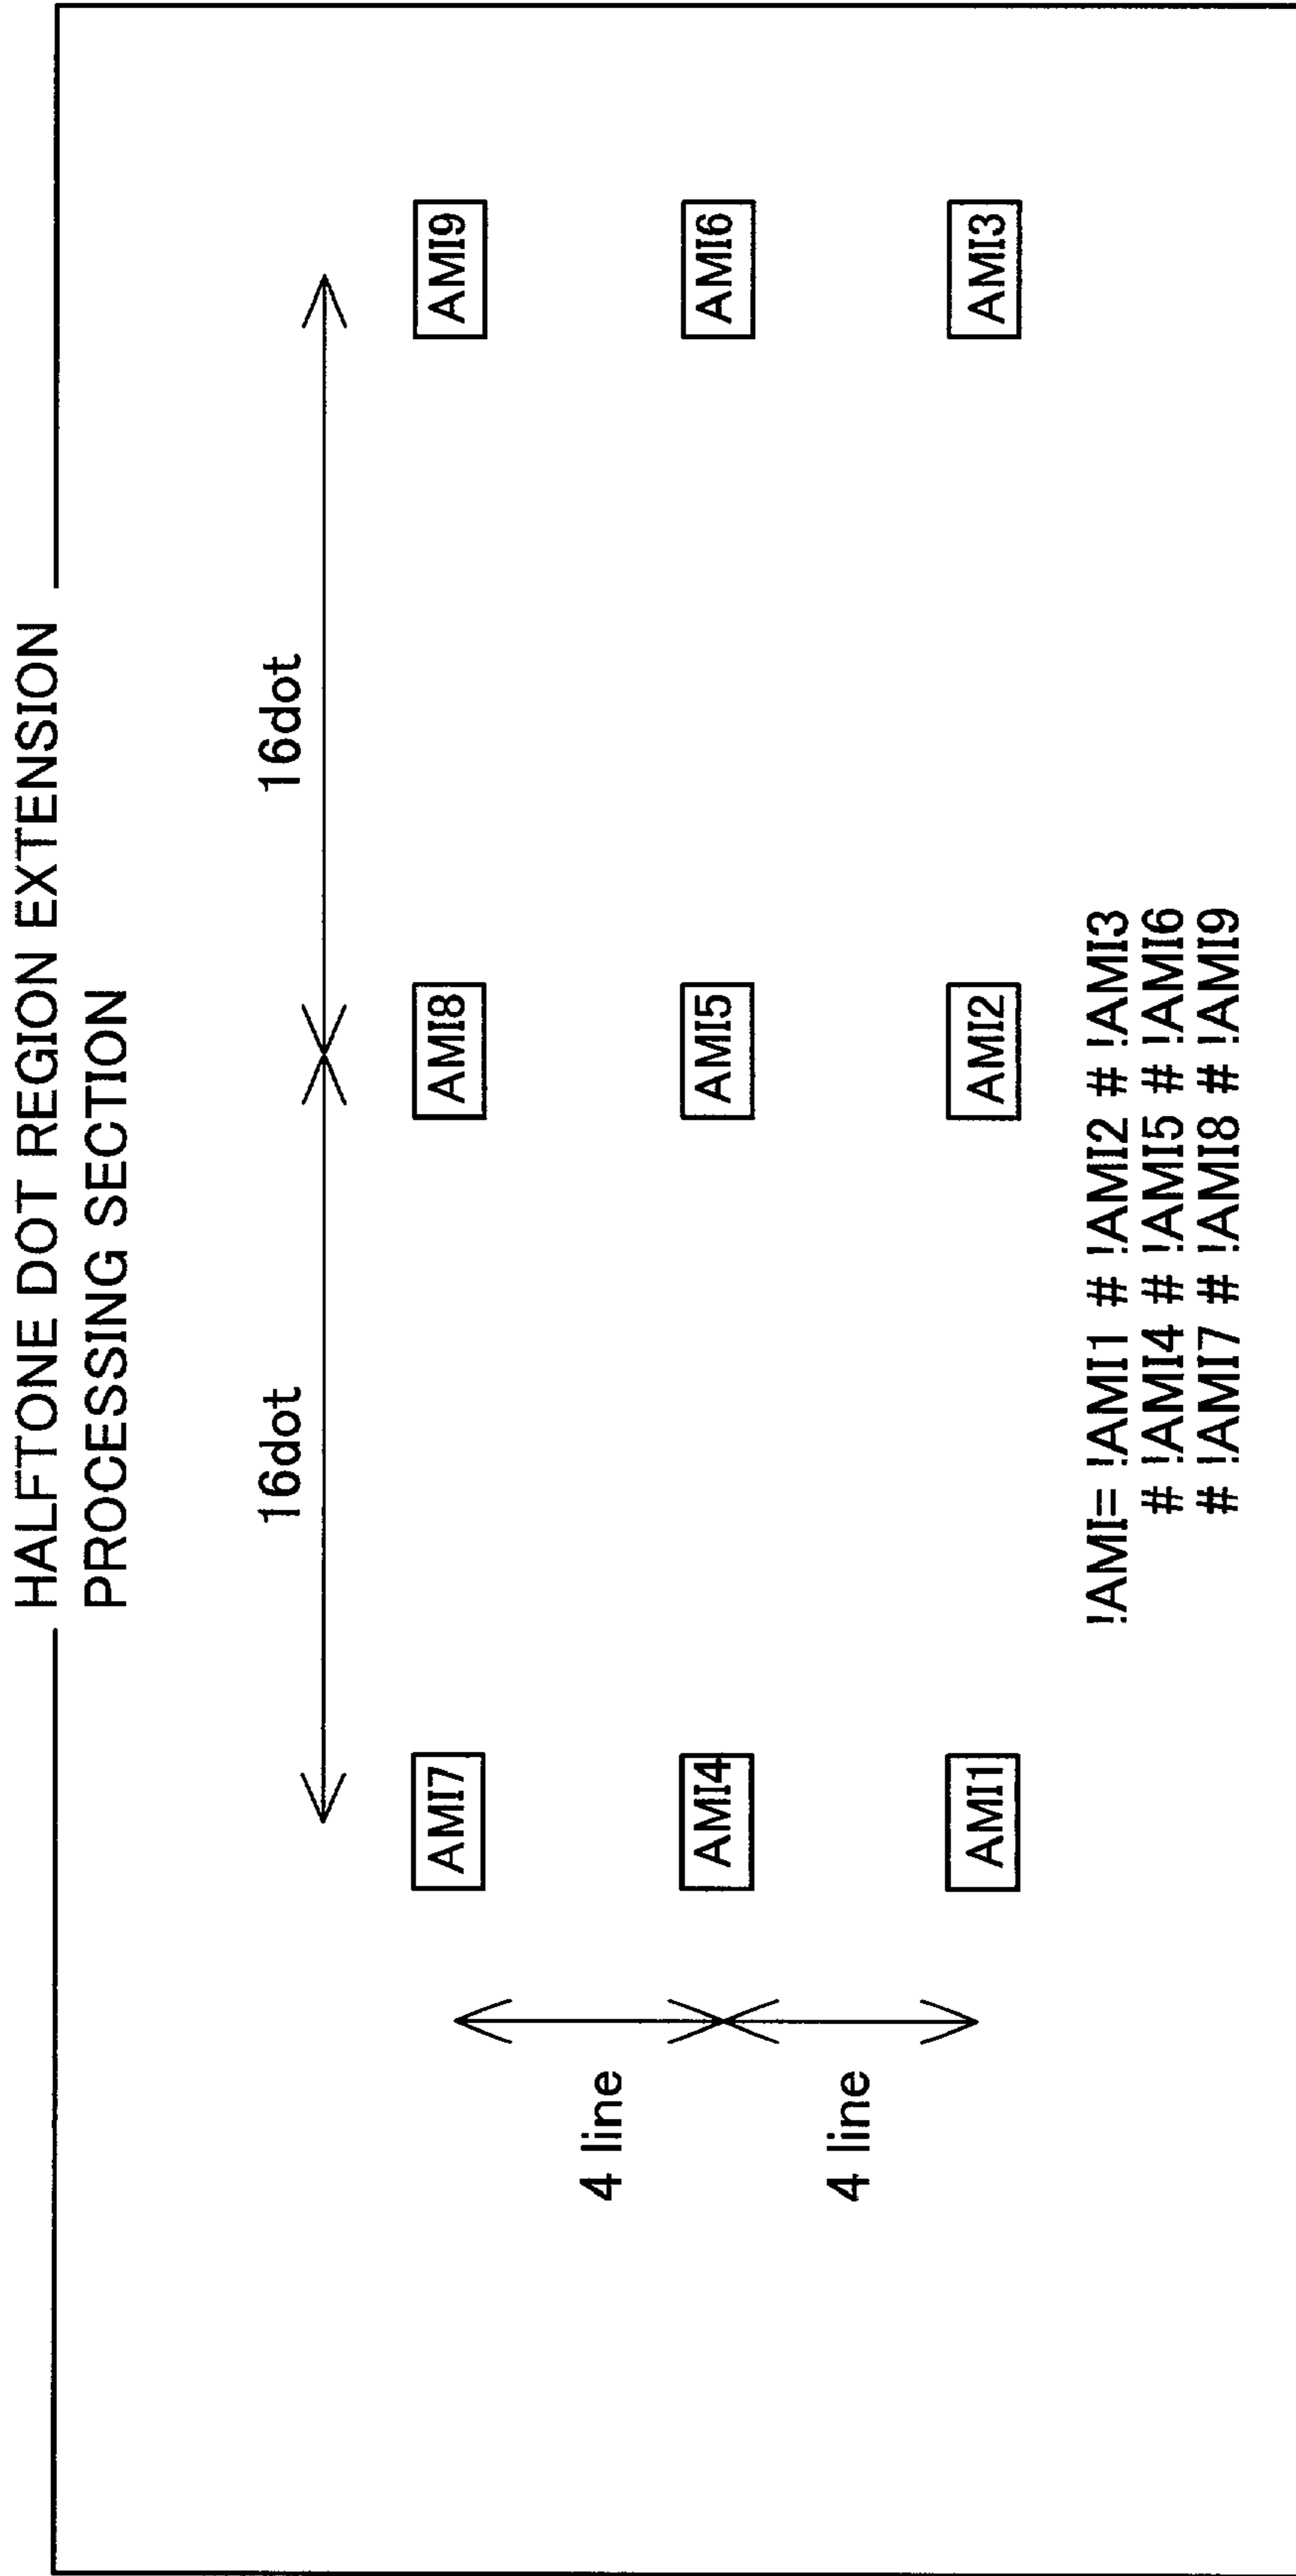 HALFTONE DOT REGION EXTENSION
PROCESSING SECTION
16dot
16dot
AMI7
AMI8
AMI9
4 line
AMI4
AMI5
AMI6
4 line
AMI1
AMI2
AMI3
!AMI= !AMI1 # !AMI2 # !AMI3
# !AMI4 # !AMI5 # !AMI6
# !AMI7 # !AMI8 # !AMI9